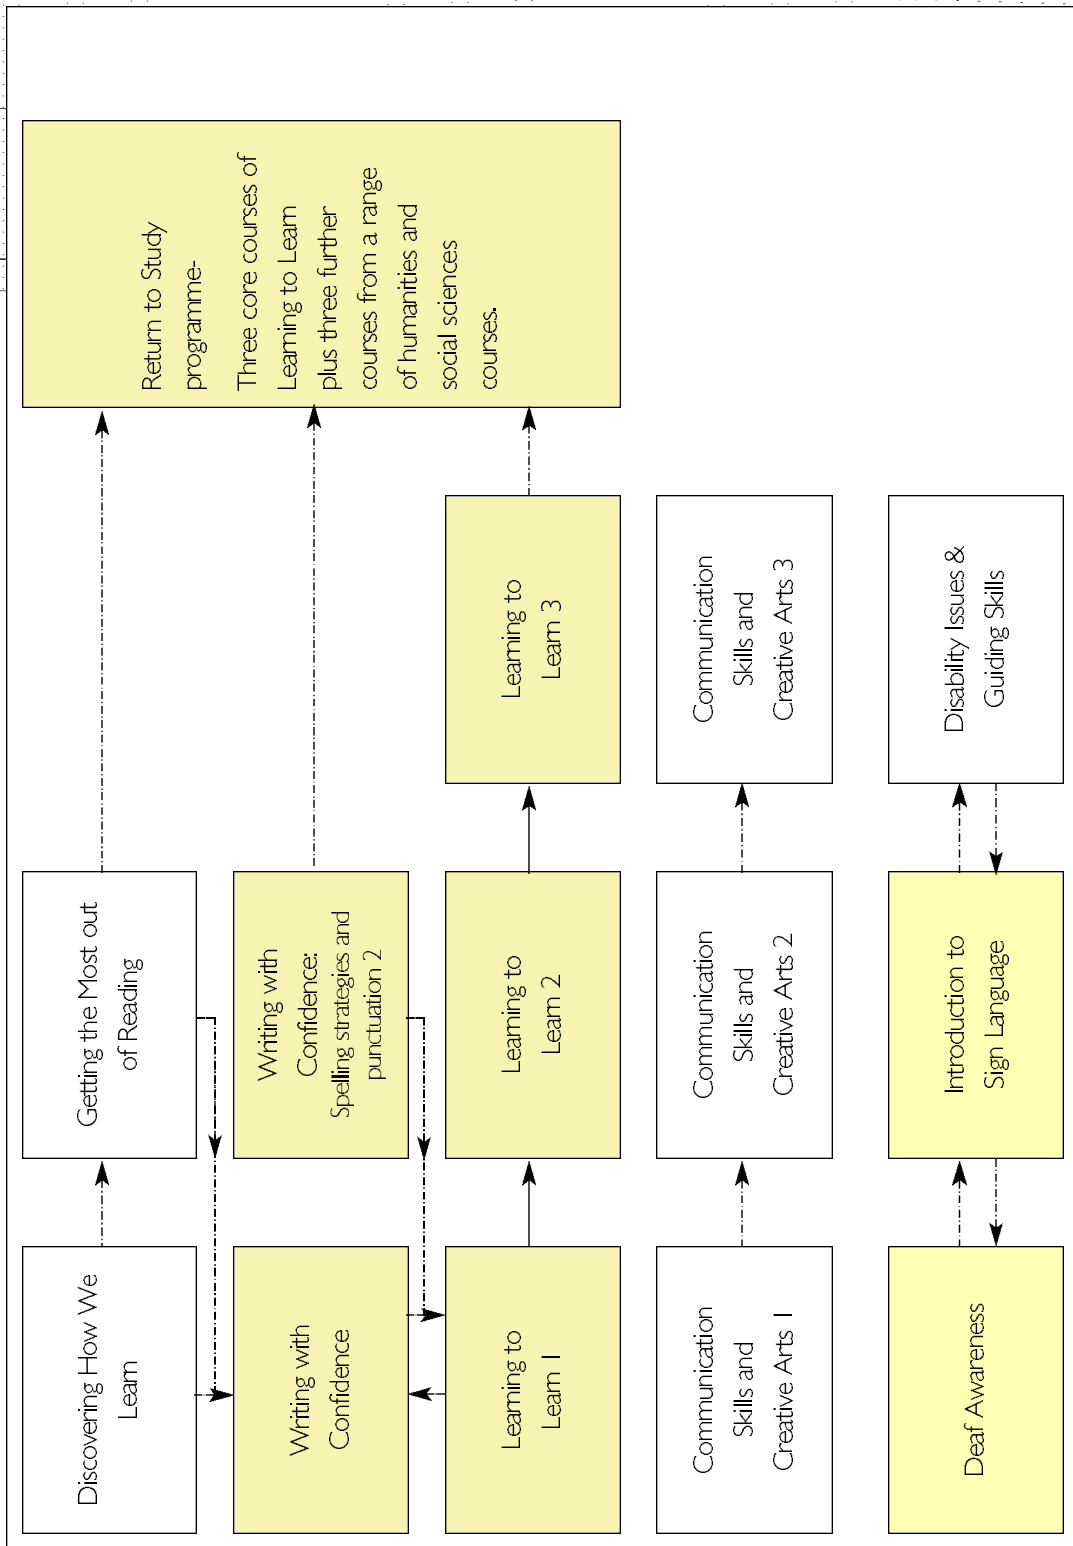 Discovering How We
Learn
Getting the Most out
of Reading
Return to Study
programme-
Three core courses of
Learning to Learn
plus three further
courses from a range
of humanities and
social sciences
courses.
Writing with
Confidence
Writing with
Confidence:
Spelling strategies and
punctuation 2
Learning to
Learn 1
Learning to
Learn 2
Learning to
Learn 3
Communication
Skills and
Creative Arts 1
Communication
Skills and
Creative Arts 2
Communication
Skills and
Creative Arts 3
Deaf Awareness
Introduction to
Sign Language
Disability Issues &
Guiding Skills